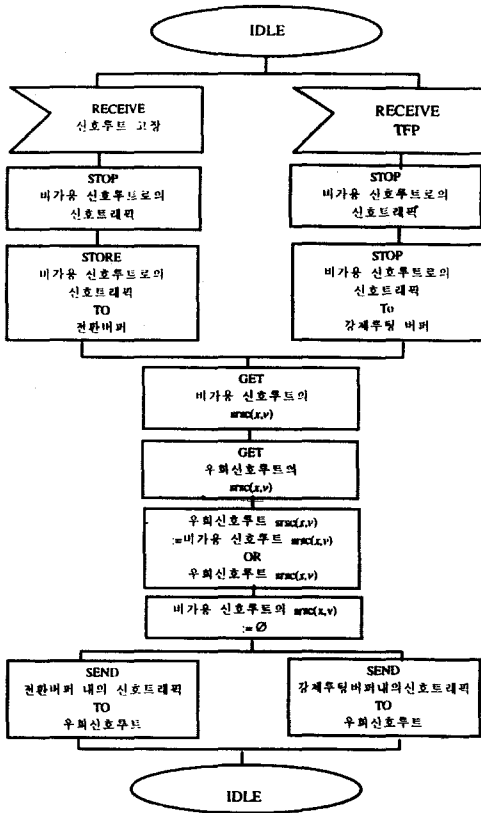 IDLE
RECEIVE
신호루트 고장
RECEIVE
TFP
STOP
비가용 신호루트로의
신호트래픽
STOP
비가용 신호루트로의
신호트래픽
STORE
비가용 신호루트로의
신호트래픽
TO
전환버퍼
STOP
비가용 신호루트로의
신호트래픽
To
강제루팅 버퍼
GET
비가용 신호루트의
srsc(x,v)
GET
우회신호루트의
srsc(x,v)
우회신호루트 srsc(x,v)
:=비가용 신호루트 srsc(x,v)
OR
우회신호루트 srsc(x,v)
비가용 신호루트의 srsc(x,v)
:= Ø
SEND
전환버퍼 내의 신호트래픽
TO
우회신호루트
SEND
강제루팅버퍼내의신호트래픽
TO
우회신호루트
IDLE